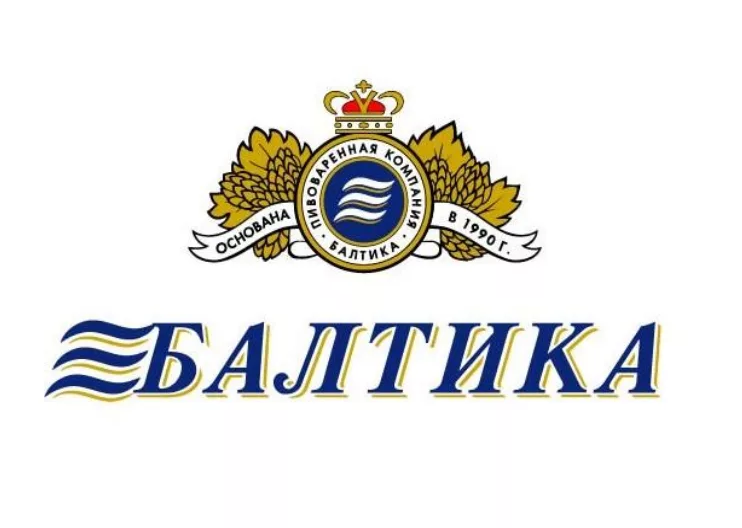 ПИВОВАРЕННАЯ КОМПАНИЯ
· БАЛТИКА ·
ОСНОВАНА
В 1990 Г.
БАЛТИКА